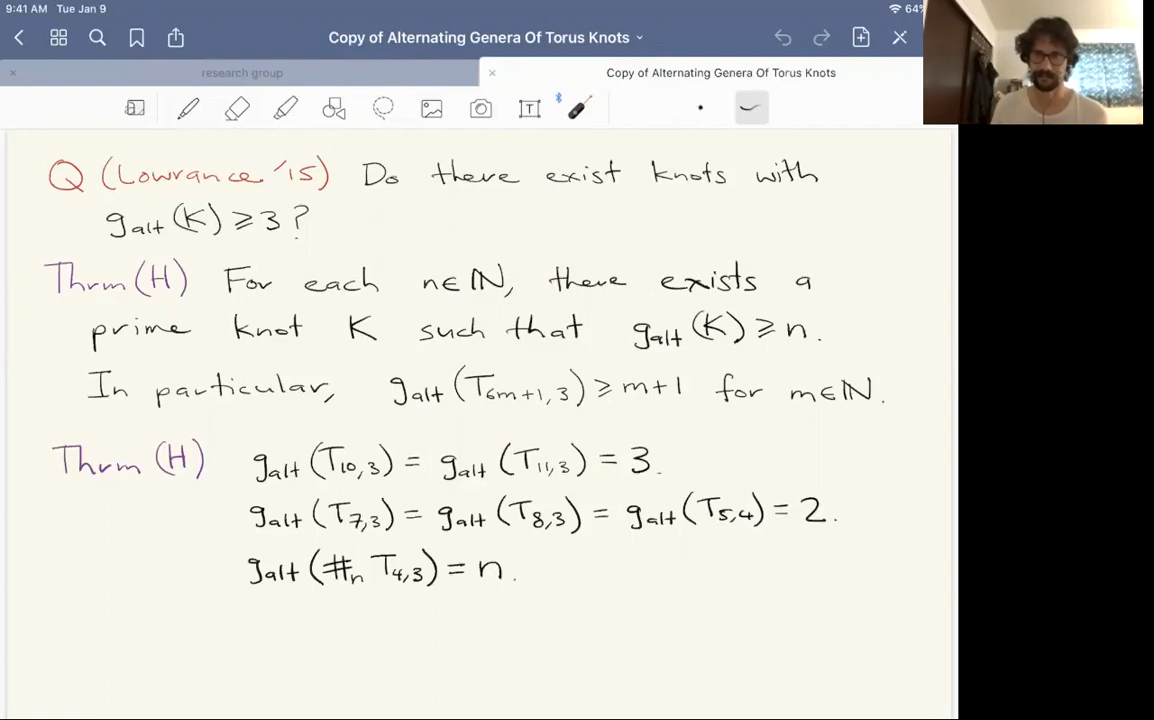 9:41 AM Tue Jan 9
64%
Copy of Alternating Genera Of Torus Knots
research group
Copy of Alternating Genera Of Torus Knots
Q (Lowrance '15) Do there exist knots with
g_alt(K) ≥ 3?
Thrm (H) For each n∈ℕ, there exists a
prime knot K such that g_alt(K) ≥ n.
In particular, g_alt(T_{6m+1,3}) ≥ m+1 for m∈ℕ.
Thrm (H) g_alt(T_{10,3}) = g_alt(T_{11,3}) = 3.
g_alt(T_{7,3}) = g_alt(T_{8,3}) = g_alt(T_{5,4}) = 2.
g_alt(#_n T_{4,3}) = n.